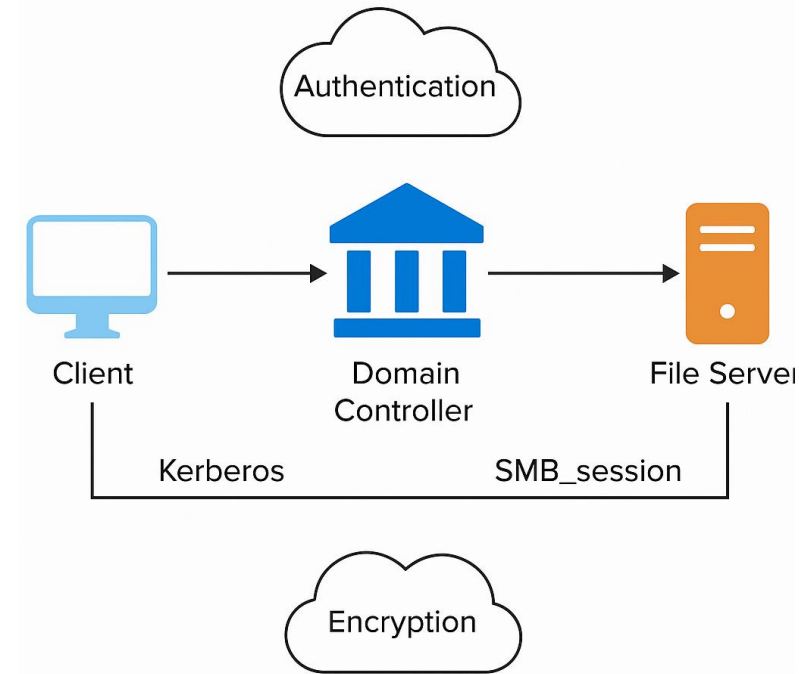 Authentication
Client
Domain
Controller
File Server
Kerberos
SMB_session
Encryption